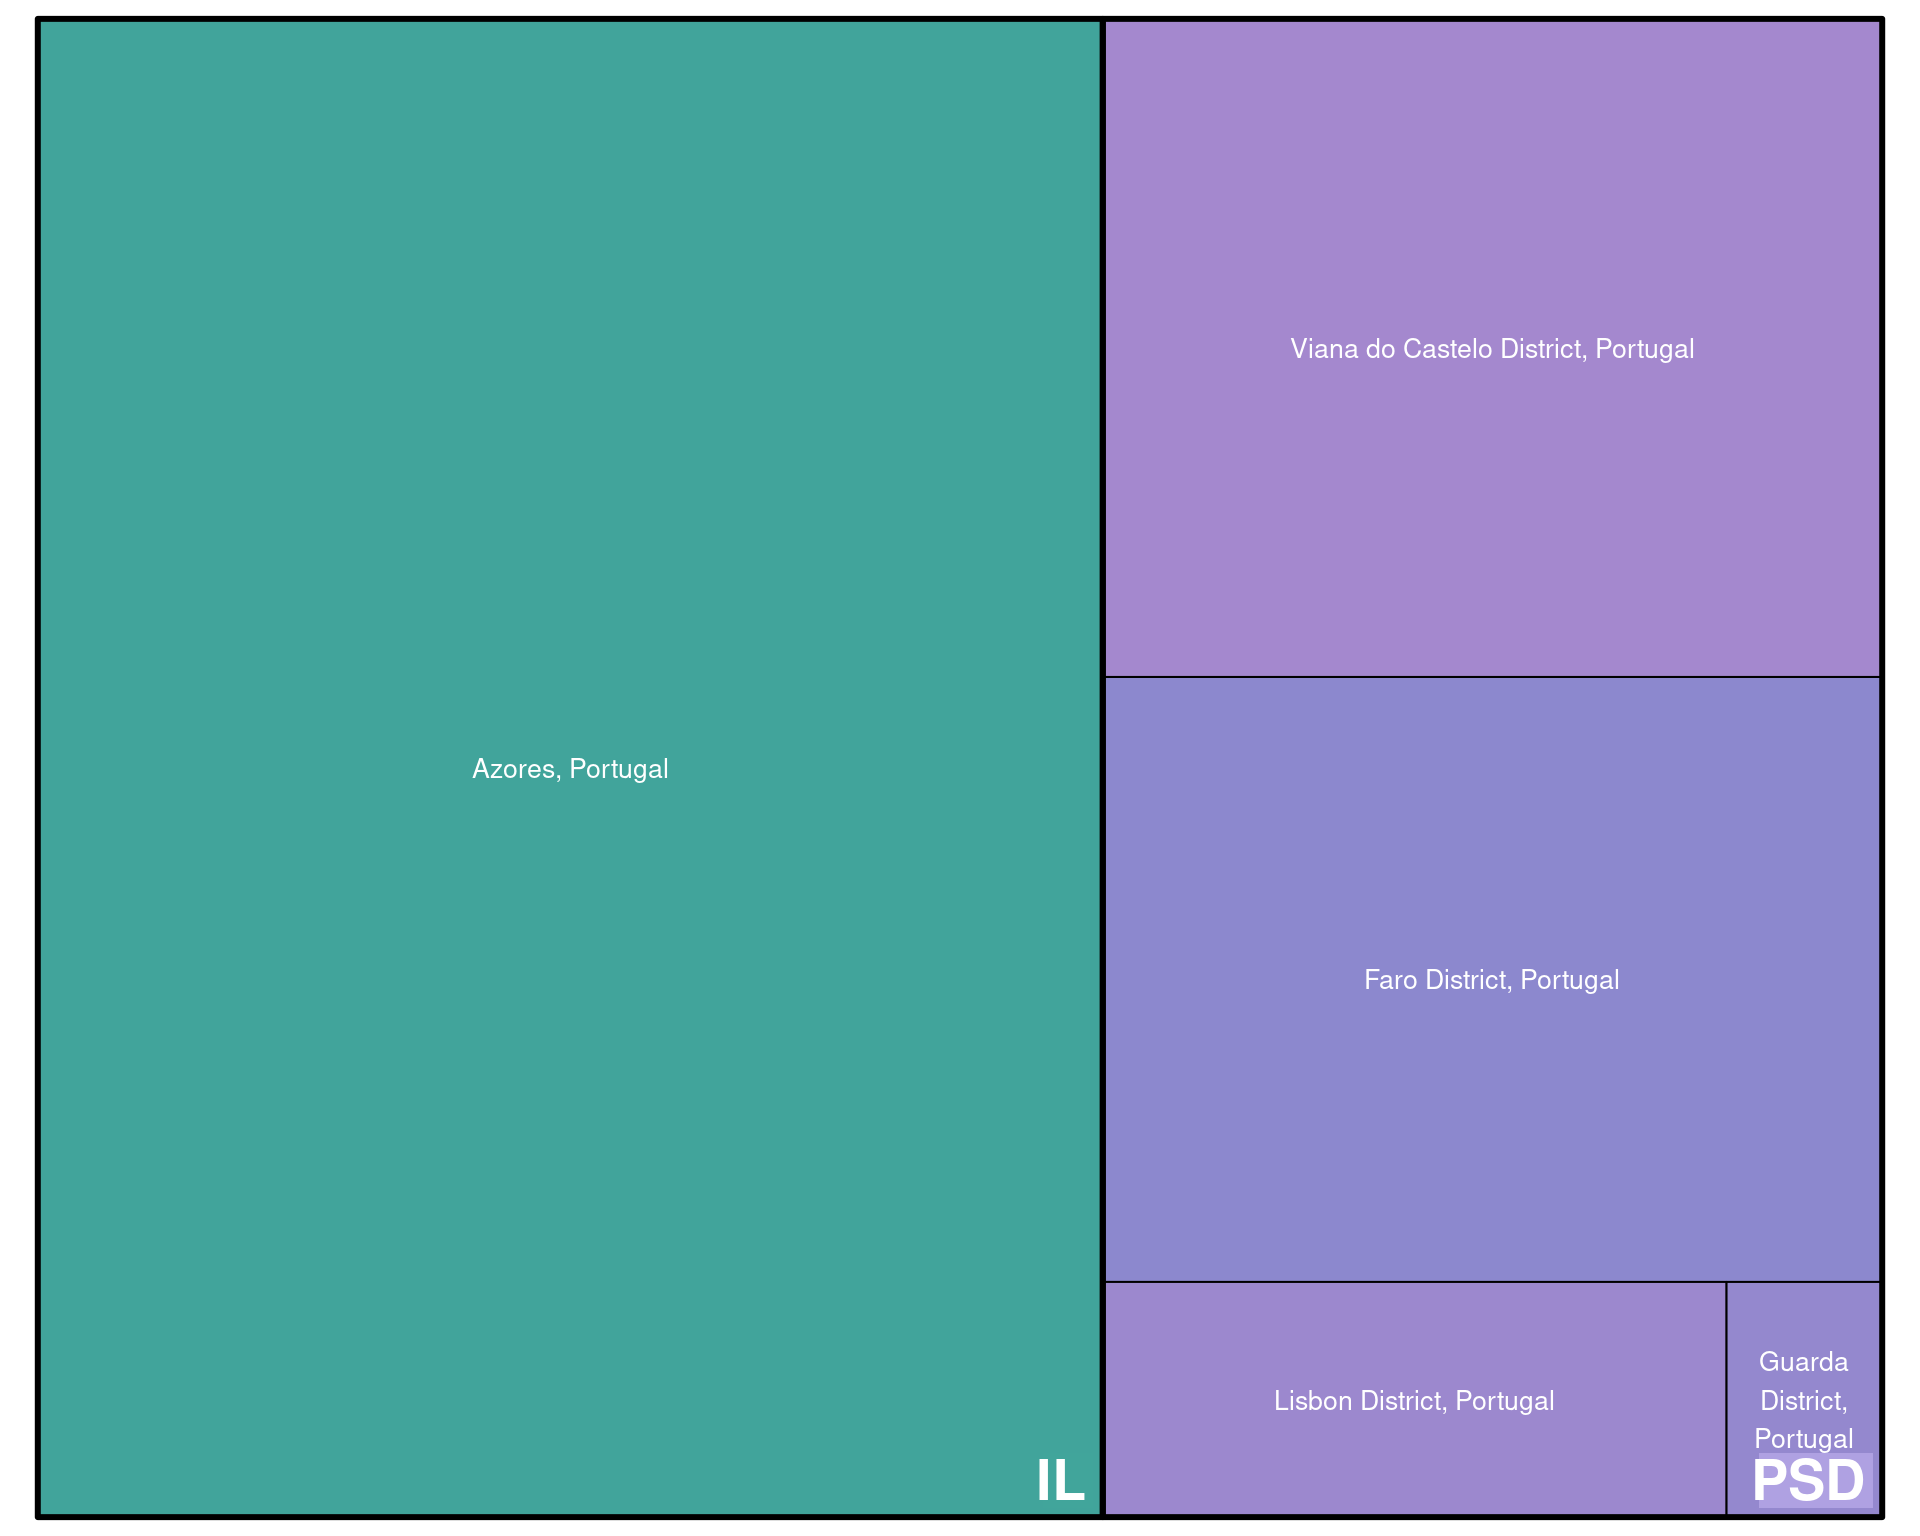 Azores, Portugal
IL
Viana do Castelo District, Portugal
Faro District, Portugal
Lisbon District, Portugal
Guarda
District,
Portugal
PSD